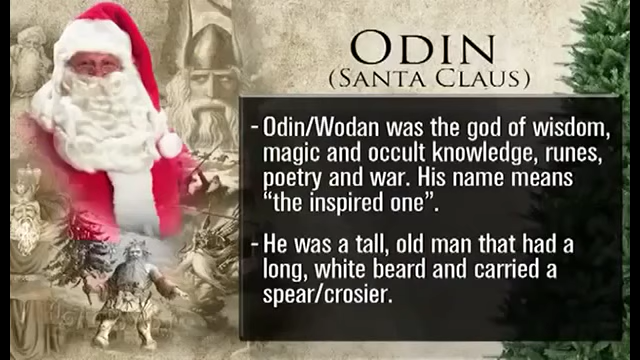 ODIN
(SANTA CLAUS)
- Odin/Wodan was the god of wisdom,
magic and occult knowledge, runes,
poetry and war. His name means
“the inspired one”.
- He was a tall, old man that had a
long, white beard and carried a
spear/crosier.